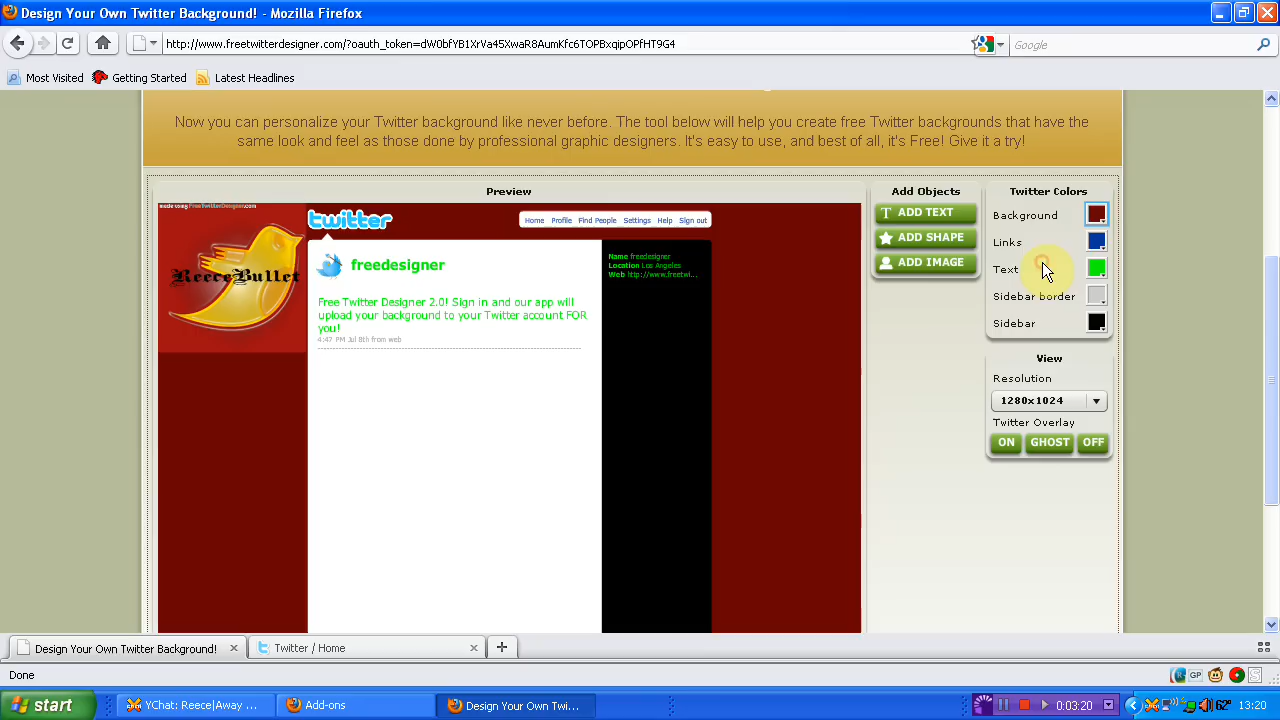 Design Your Own Twitter Background! - Mozilla Firefox
http://www.freetwitterdesigner.com/?oauth_token=dW0bfYB1XrVa45XwaR8AumKfc6TOPBxqipOPfHT9G4
Google
Most Visited
Getting Started
Latest Headlines
Now you can personalize your Twitter background like never before. The tool below will help you create free Twitter backgrounds that have the
same look and feel as those done by professional graphic designers. It's easy to use, and best of all, it's Free! Give it a try!
Preview
Add Objects
Twitter Colors
made using FreeTwitterDesigner.com
twitter
Home Profile Find People Settings Help Sign out
T ADD TEXT
ADD SHAPE
ADD IMAGE
Background
Links
Text
Sidebar border
Sidebar
ReeceBullet
freedesigner
Name freedesigner
Location Los Angeles
Web http://www.freetwi...
Free Twitter Designer 2.0! Sign in and our app will
upload your background to your Twitter account FOR
you!
4:47 PM Jul 8th from web
View
Resolution
1280x1024
Twitter Overlay
ON GHOST OFF
Design Your Own Twitter Background!
Twitter / Home
Done
GP
S
start
YChat: Reece|Away ...
Add-ons
Design Your Own Twi...
0:03:20
62°
13:20